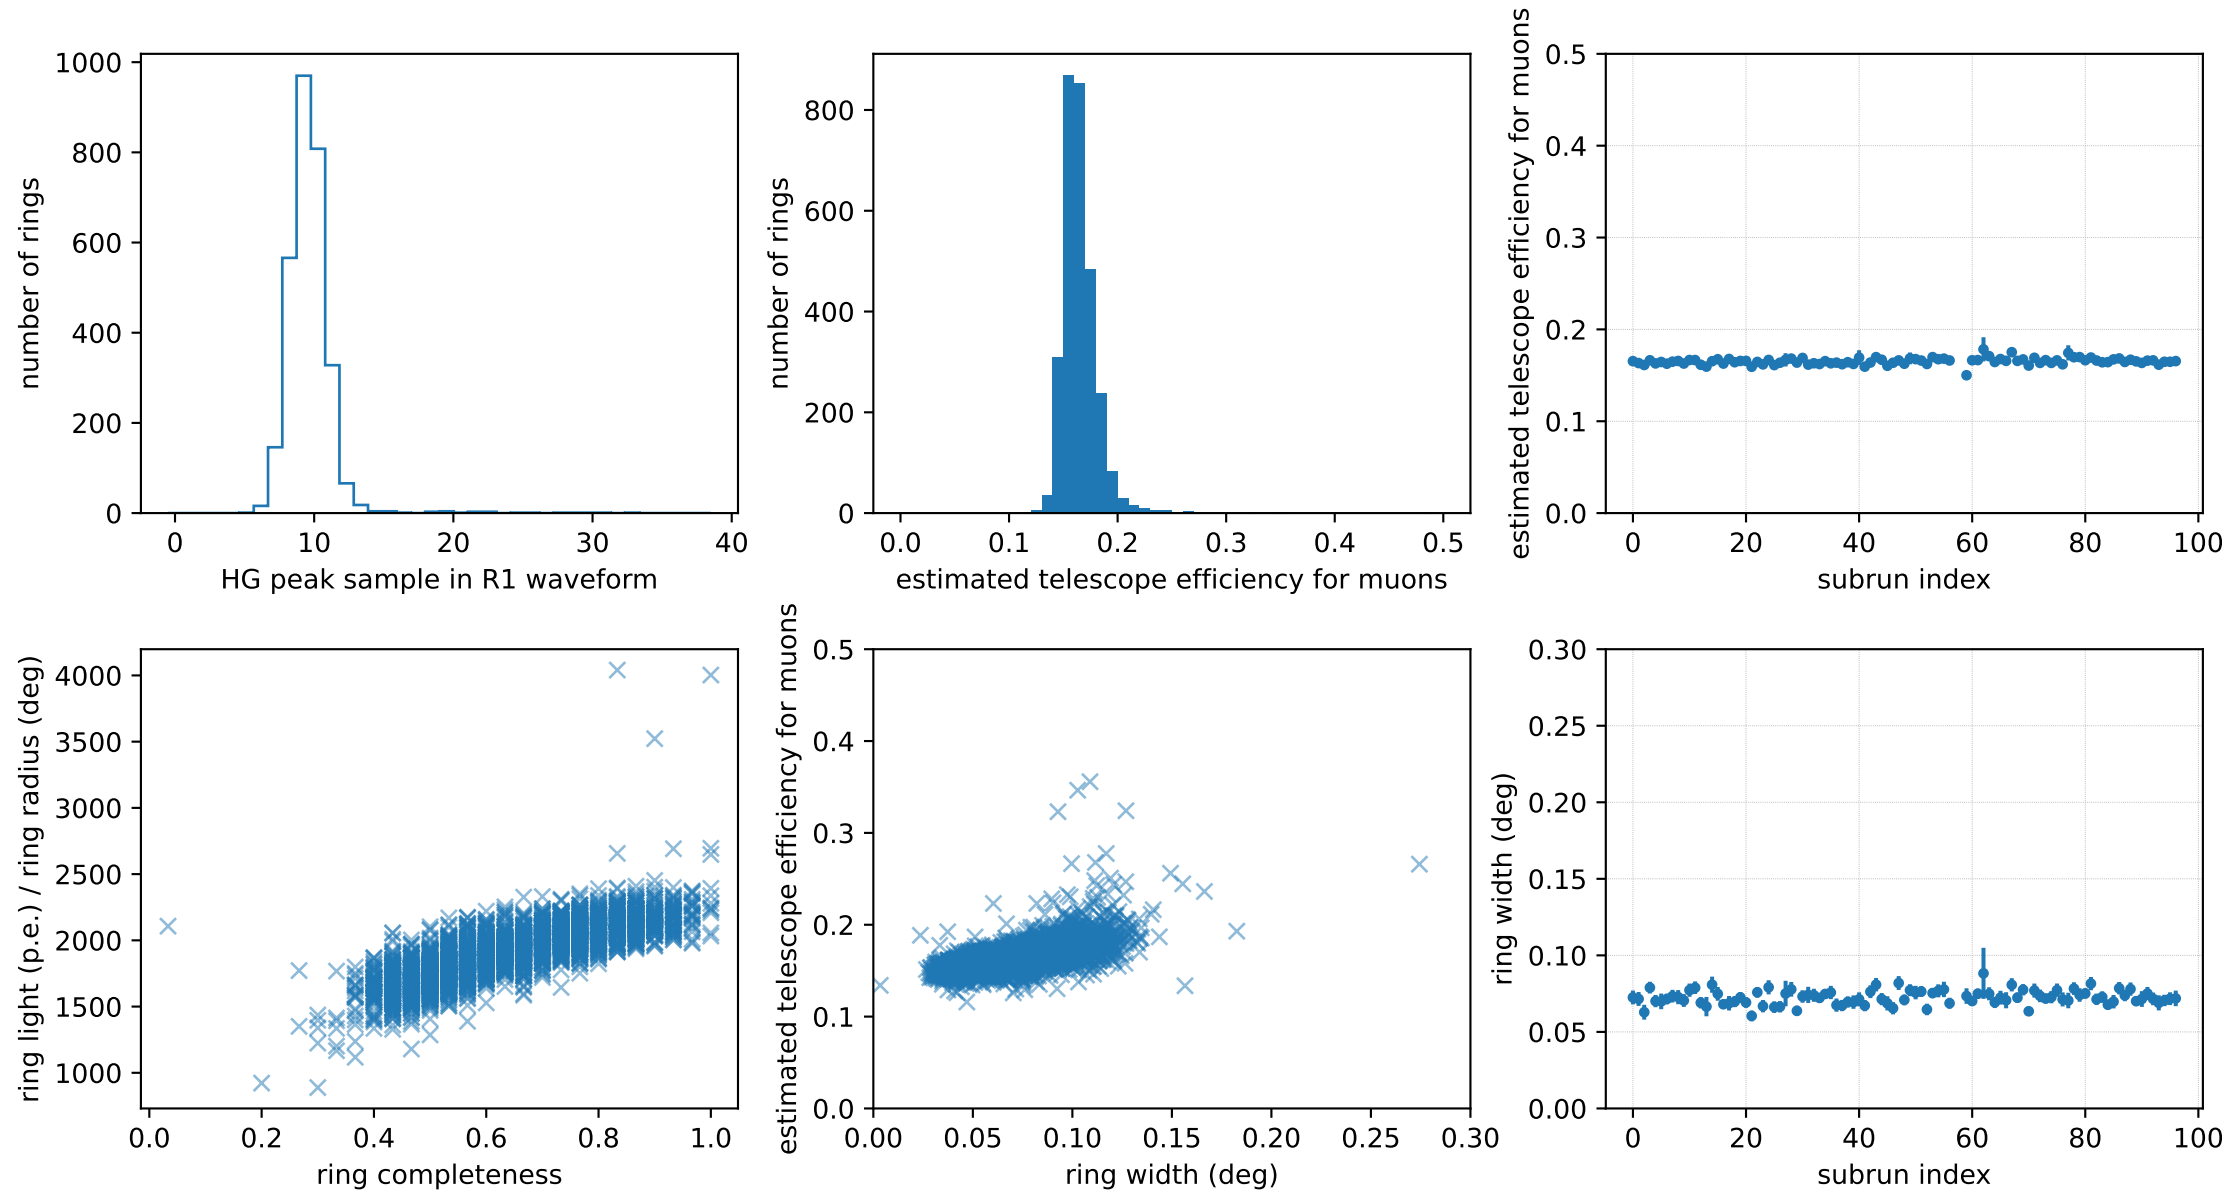 number of rings
1000
800
600
400
200
0
0 10 20 30 40
HG peak sample in R1 waveform
number of rings
800
600
400
200
0
0.0 0.1 0.2 0.3 0.4 0.5
estimated telescope efficiency for muons
estimated telescope efficiency for muons
0.5
0.4
0.3
0.2
0.1
0.0
0 20 40 60 80 100
subrun index
ring light (p.e.) / ring radius (deg)
4000
3500
3000
2500
2000
1500
1000
0.0 0.2 0.4 0.6 0.8 1.0
ring completeness
estimated telescope efficiency for muons
0.5
0.4
0.3
0.2
0.1
0.0
0.00 0.05 0.10 0.15 0.20 0.25 0.30
ring width (deg)
ring width (deg)
0.30
0.25
0.20
0.15
0.10
0.05
0.00
0 20 40 60 80 100
subrun index